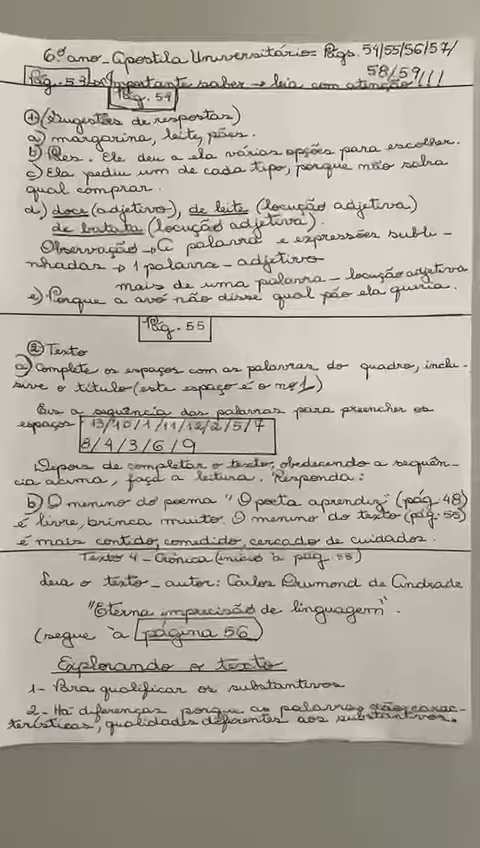 6.º ano - Apostila Universitário - Págs. 54/55/56/57/
58/59!!!
Pág. 53 Importante saber → leia com atenção
Pág. 54
① (Sugestões de respostas)
a) margarina, leite, pães.
b) Pães. Ele deu a ela várias opções para escolher.
c) Ela pediu um de cada tipo, porque não sabia
qual comprar.
d) doce (adjetivo), de leite (locução adjetiva)
de batata (locução adjetiva).
Observação → A palavra e expressões subli-
nhadas → 1 palavra - adjetivo
mais de uma palavra - locução adjetiva
e) Porque a avó não disse qual pão ela queria.
Pág. 55
② Texto
a) Complete os espaços com as palavras do quadro, inclu-
sive o título (este espaço é o nº 1)
Eis a sequência das palavras para preencher os
espaços 13/10/1/11/12/2/5/7
8/4/3/6/9
Depois de completar o texto, obedecendo a sequên-
cia acima, faça a leitura. Responda:
b) O menino do poema "O poeta aprendiz" (pág. 48)
é livre, brinca muito. O menino do texto (pág. 55)
é mais contido, comedido, cercado de cuidados.
Texto 4 - Crônica (início à pág. 55)
Leia o texto - autor: Carlos Drumond de Andrade
"Eterna imprecisão de linguagem".
(segue à página 56)
Explorando o texto
1- Para qualificar os substantivos
2- Há diferenças porque as palavras dão carac-
terísticas, qualidades diferentes aos substantivos.